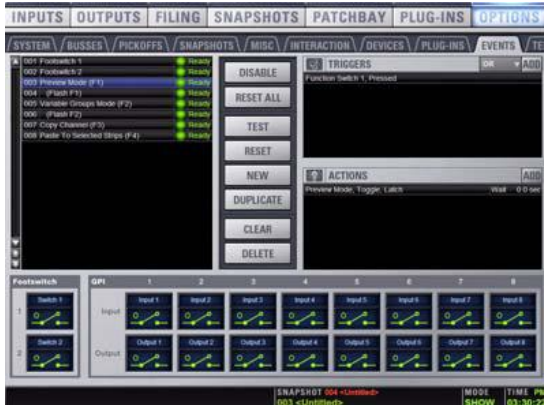 INPUTS OUTPUTS FILING SNAPSHOTS PATCHBAY PLUG-INS OPTIONS
SYSTEM BUSSES PICKOFFS SNAPSHOTS MISC INTERACTION DEVICES PLUG-INS EVENTS TE
001 Footswitch 1 Ready
002 Footswitch 2 Ready
003 Preview Mode (F1) Ready
004 (Flash F1) Ready
005 Variable Groups Mode (F2) Ready
006 (Flash F2) Ready
007 Copy Channel (F3) Ready
008 Paste To Selected Strips (F4) Ready
DISABLE
RESET ALL
TEST
RESET
NEW
DUPLICATE
CLEAR
DELETE
TRIGGERS OR ADD
Function Switch 1, Pressed
ACTIONS ADD
Preview Mode, Toggle, Latch Wait 0.0 sec
Footswitch GPI 1 2 3 4 5 6 7 8
1 Switch 1 Input Input 1 Input 2 Input 3 Input 4 Input 5 Input 6 Input 7 Input 8
2 Switch 2 Output Output 1 Output 2 Output 3 Output 4 Output 5 Output 6 Output 7 Output 8
SNAPSHOT 004 <Untitled> MODE TIME PM
003 <Untitled> SHOW 03:30:22